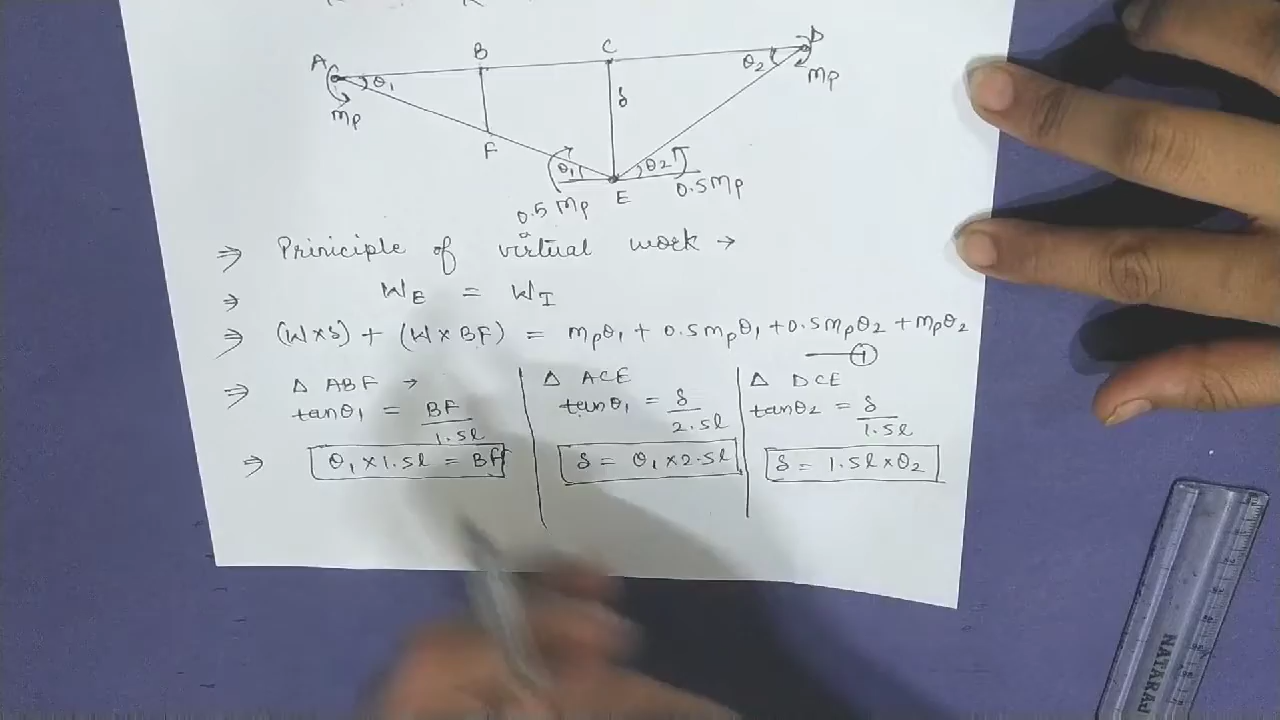 A B C D
θ₁ θ₂
Mp δ Mp
F θ₁ θ₂
0.5 Mp E 0.5Mp
⇒ Priniciple of virtual work →
⇒ WE = WI
⇒ (W×δ) + (W×BF) = Mpθ₁ + 0.5Mpθ₁ + 0.5Mpθ₂ + Mpθ₂
①
⇒ Δ ABF → Δ ACE Δ DCE
tanθ₁ = BF/1.5l tanθ₁ = δ/2.5l tanθ₂ = δ/1.5l
⇒ θ₁×1.5l = BF δ = θ₁×2.5l δ = 1.5l×θ₂
NATARAJ